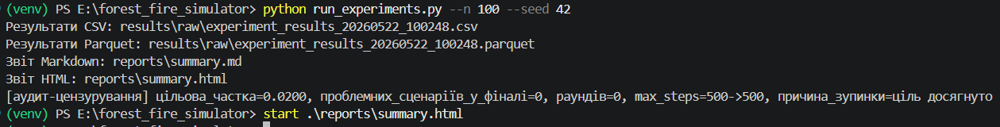 (venv) PS E:\forest_fire_simulator> python run_experiments.py --n 100 --seed 42
Результати CSV: results\raw\experiment_results_20260522_100248.csv
Результати Parquet: results\raw\experiment_results_20260522_100248.parquet
Звіт Markdown: reports\summary.md
Звіт HTML: reports\summary.html
[аудит-цензурування] цільова_частка=0.0200, проблемних_сценаріїв_у_фіналі=0, раундів=0, max_steps=500->500, причина_зупинки=ціль досягнуто
(venv) PS E:\forest_fire_simulator> start .\reports\summary.html